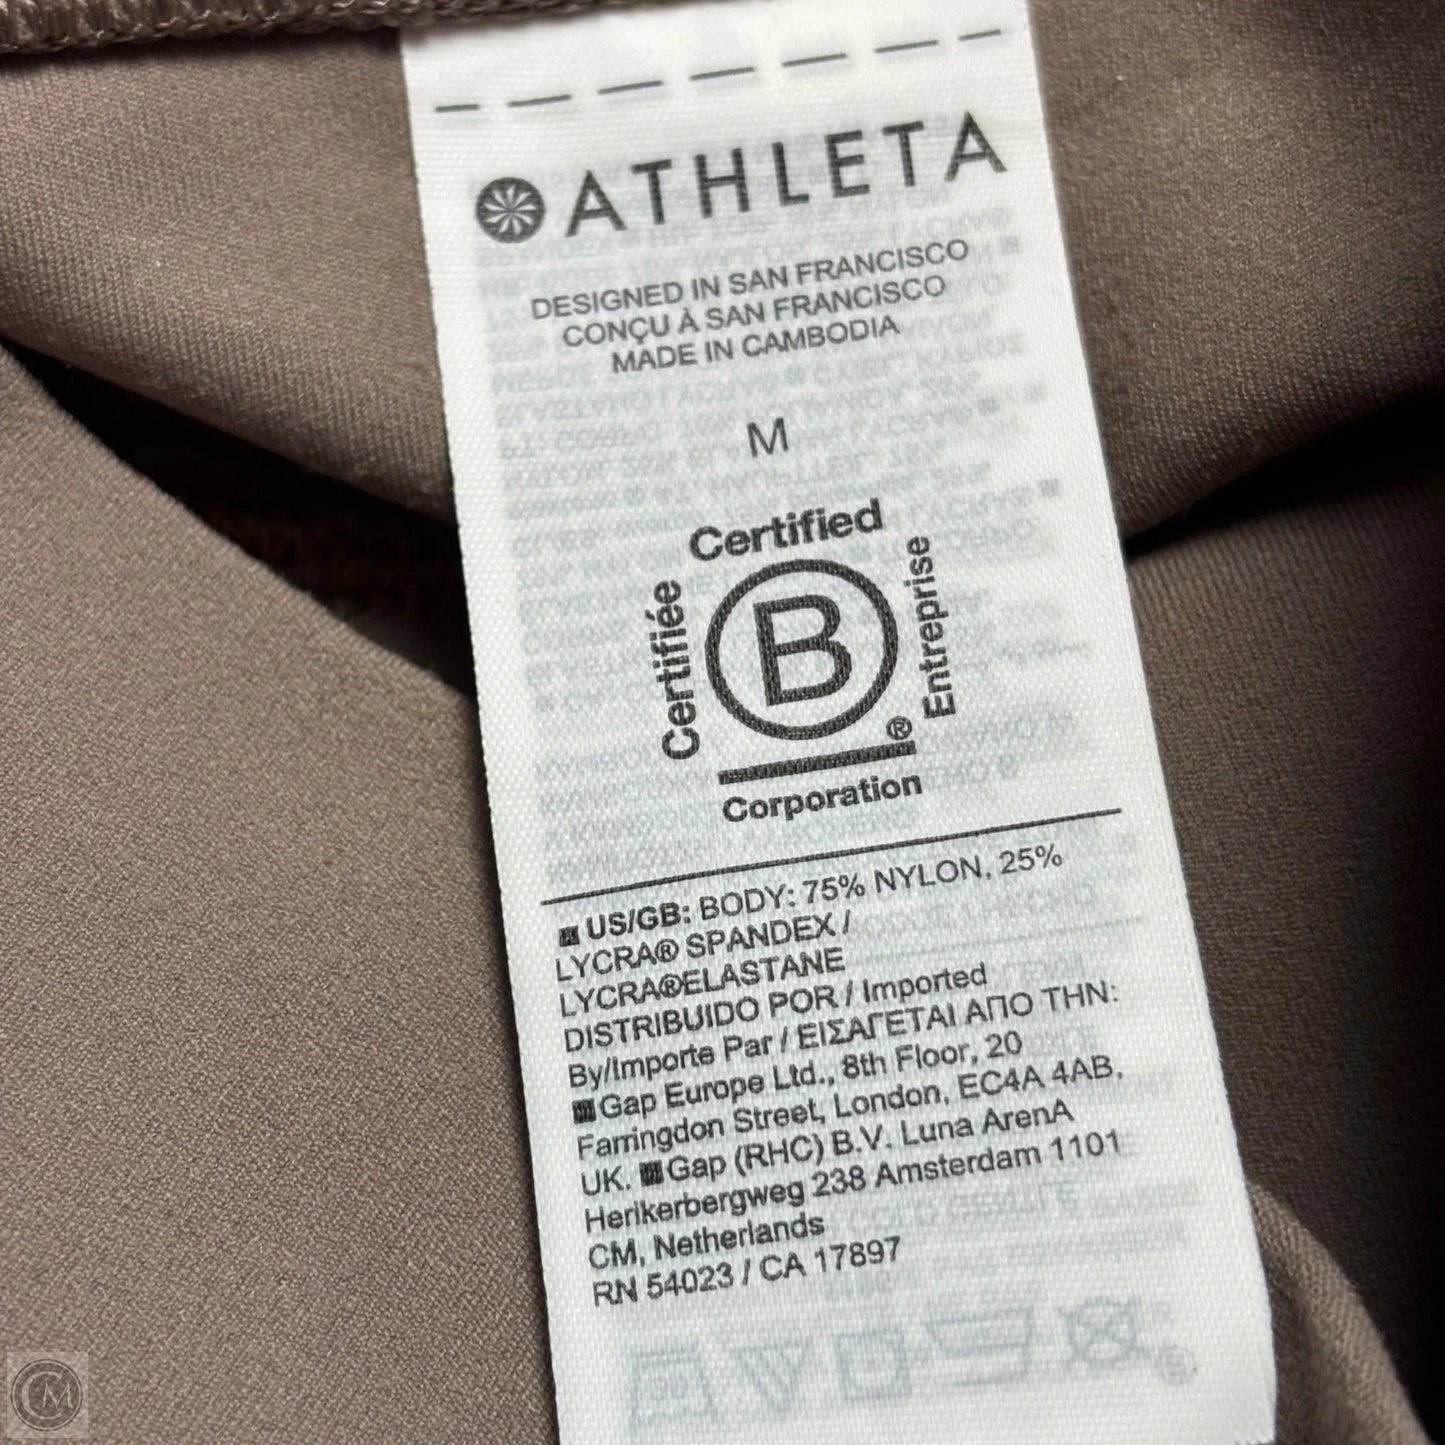 ATHLETA
DESIGNED IN SAN FRANCISCO
CONÇU À SAN FRANCISCO
MADE IN CAMBODIA
M
Certified
Certifiée
B
Entreprise
®
Corporation
US/GB: BODY: 75% NYLON, 25%
LYCRA® SPANDEX /
LYCRA®ELASTANE
DISTRIBUIDO POR / Imported
By/Importe Par / ΕΙΣΑΓΕΤΑΙ ΑΠΟ ΤΗΝ:
Gap Europe Ltd., 8th Floor, 20
Farringdon Street, London, EC4A 4AB,
UK. Gap (RHC) B.V. Luna ArenA
Herikerbergweg 238 Amsterdam 1101
CM, Netherlands
RN 54023 / CA 17897
CM